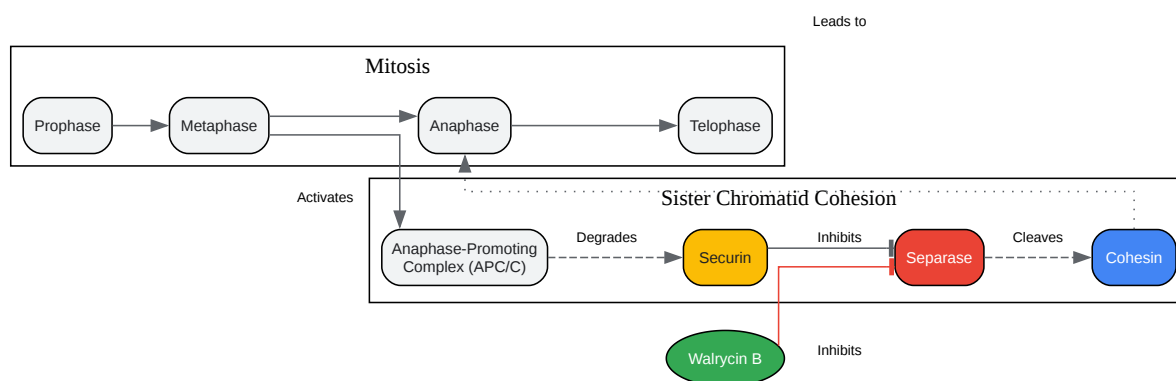 Leads to
Mitosis
Prophase
Metaphase
Anaphase
Telophase
Activates
Sister Chromatid Cohesion
Anaphase-Promoting
Complex (APC/C)
Degrades
Securin
Inhibits
Separase
Cleaves
Cohesin
Walrycin B
Inhibits